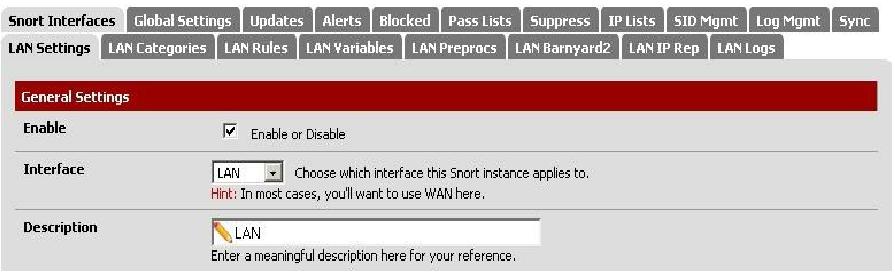 Snort Interfaces Global Settings Updates Alerts Blocked Pass Lists Suppress IP Lists SID Mgmt Log Mgmt Sync
LAN Settings LAN Categories LAN Rules LAN Variables LAN Preprocs LAN Barnyard2 LAN IP Rep LAN Logs
General Settings
Enable Enable or Disable
Interface LAN Choose which interface this Snort instance applies to.
Hint: In most cases, you'll want to use WAN here.
Description LAN
Enter a meaningful description here for your reference.